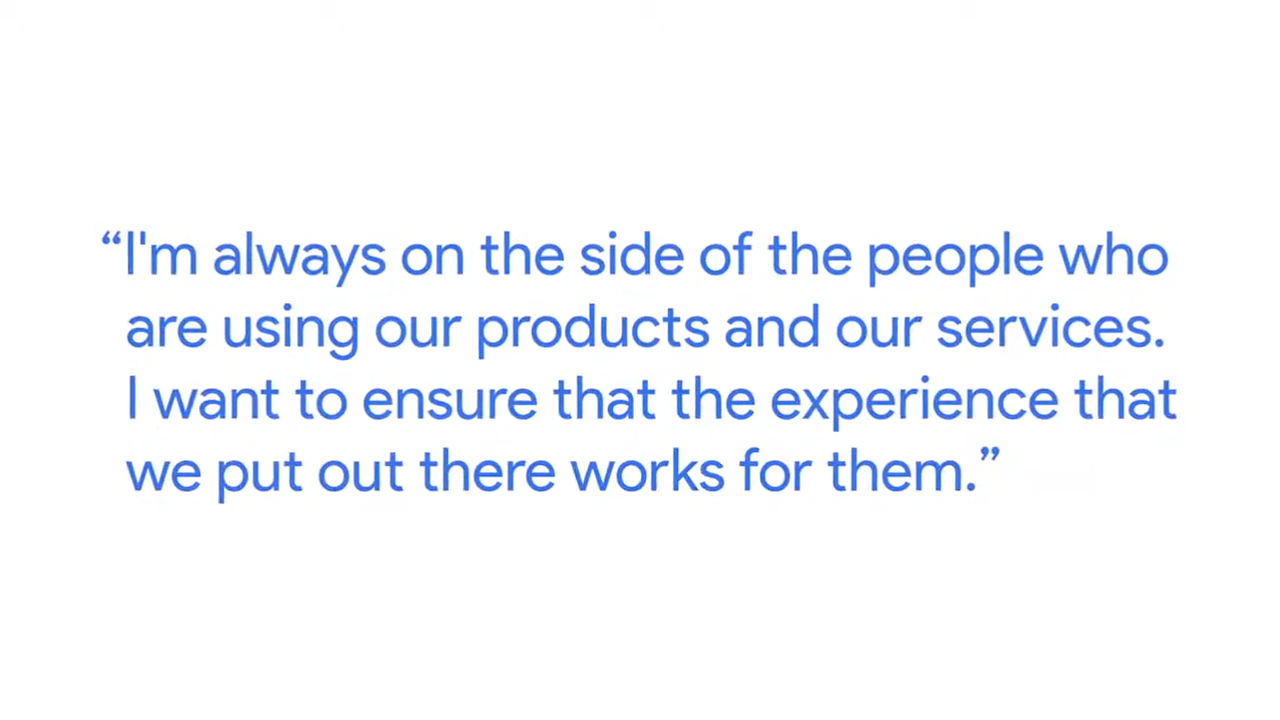 “I'm always on the side of the people who
are using our products and our services.
I want to ensure that the experience that
we put out there works for them.”